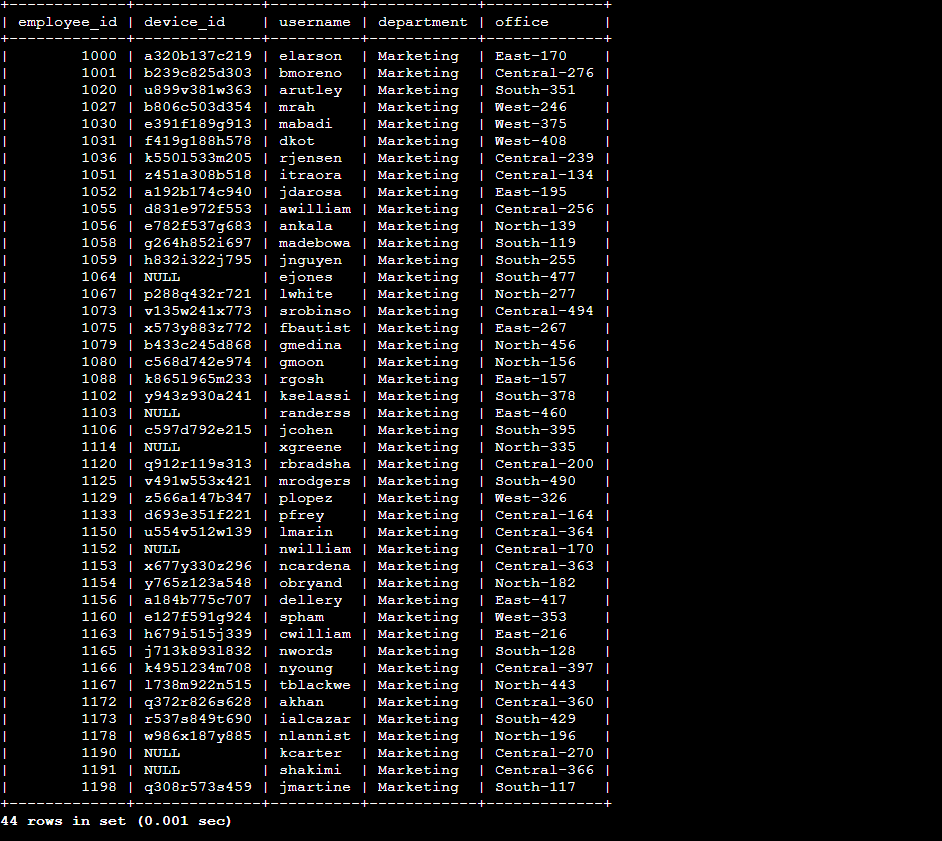 +-------------+--------------+----------+------------+-------------+
| employee_id | device_id    | username | department | office      |
+-------------+--------------+----------+------------+-------------+
|        1000 | a320b137c219 | elarson  | Marketing  | East-170    |
|        1001 | b239c825d303 | bmoreno  | Marketing  | Central-276 |
|        1020 | u899v381w363 | arutley  | Marketing  | South-351   |
|        1027 | b806c503d354 | mrah     | Marketing  | West-246    |
|        1030 | e391f189g913 | mabadi   | Marketing  | West-375    |
|        1031 | f419g188h578 | dkot     | Marketing  | West-408    |
|        1036 | k550l533m205 | rjensen  | Marketing  | Central-239 |
|        1051 | z451a308b518 | itraora  | Marketing  | Central-134 |
|        1052 | a192b174c940 | jdarosa  | Marketing  | East-195    |
|        1055 | d831e972f553 | awilliam | Marketing  | Central-256 |
|        1056 | e782f537g683 | ankala   | Marketing  | North-139   |
|        1058 | g264h852i697 | madebowa | Marketing  | South-119   |
|        1059 | h832i322j795 | jnguyen  | Marketing  | South-255   |
|        1064 | NULL         | ejones   | Marketing  | South-477   |
|        1067 | p288q432r721 | lwhite   | Marketing  | North-277   |
|        1073 | v135w241x773 | srobinso | Marketing  | Central-494 |
|        1075 | x573y883z772 | fbautist | Marketing  | East-267    |
|        1079 | b433c245d868 | gmedina  | Marketing  | North-456   |
|        1080 | c568d742e974 | gmoon    | Marketing  | North-156   |
|        1088 | k865l965m233 | rgosh    | Marketing  | East-157    |
|        1102 | y943z930a241 | kselassi | Marketing  | South-378   |
|        1103 | NULL         | randerss | Marketing  | East-460    |
|        1106 | c597d792e215 | jcohen   | Marketing  | South-395   |
|        1114 | NULL         | xgreene  | Marketing  | North-335   |
|        1120 | q912r119s313 | rbradsha | Marketing  | Central-200 |
|        1125 | v491w553x421 | mrodgers | Marketing  | South-490   |
|        1129 | z566a147b347 | plopez   | Marketing  | West-326    |
|        1133 | d693e351f221 | pfrey    | Marketing  | Central-164 |
|        1150 | u554v512w139 | lmarin   | Marketing  | Central-364 |
|        1152 | NULL         | nwilliam | Marketing  | Central-170 |
|        1153 | x677y330z296 | ncardena | Marketing  | Central-363 |
|        1154 | y765z123a548 | obryand  | Marketing  | North-182   |
|        1156 | a184b775c707 | dellery  | Marketing  | East-417    |
|        1160 | e127f591g924 | spham    | Marketing  | West-353    |
|        1163 | h679i515j339 | cwilliam | Marketing  | East-216    |
|        1165 | j713k893l832 | nwords   | Marketing  | South-128   |
|        1166 | k495l234m708 | nyoung   | Marketing  | Central-397 |
|        1167 | l738m922n515 | tblackwe | Marketing  | North-443   |
|        1172 | q372r826s628 | akhan    | Marketing  | Central-360 |
|        1173 | r537s849t690 | ialcazar | Marketing  | South-429   |
|        1178 | w986x187y885 | nlannist | Marketing  | North-196   |
|        1190 | NULL         | kcarter  | Marketing  | Central-270 |
|        1191 | NULL         | shakimi  | Marketing  | Central-366 |
|        1198 | q308r573s459 | jmartine | Marketing  | South-117   |
+-------------+--------------+----------+------------+-------------+
44 rows in set (0.001 sec)